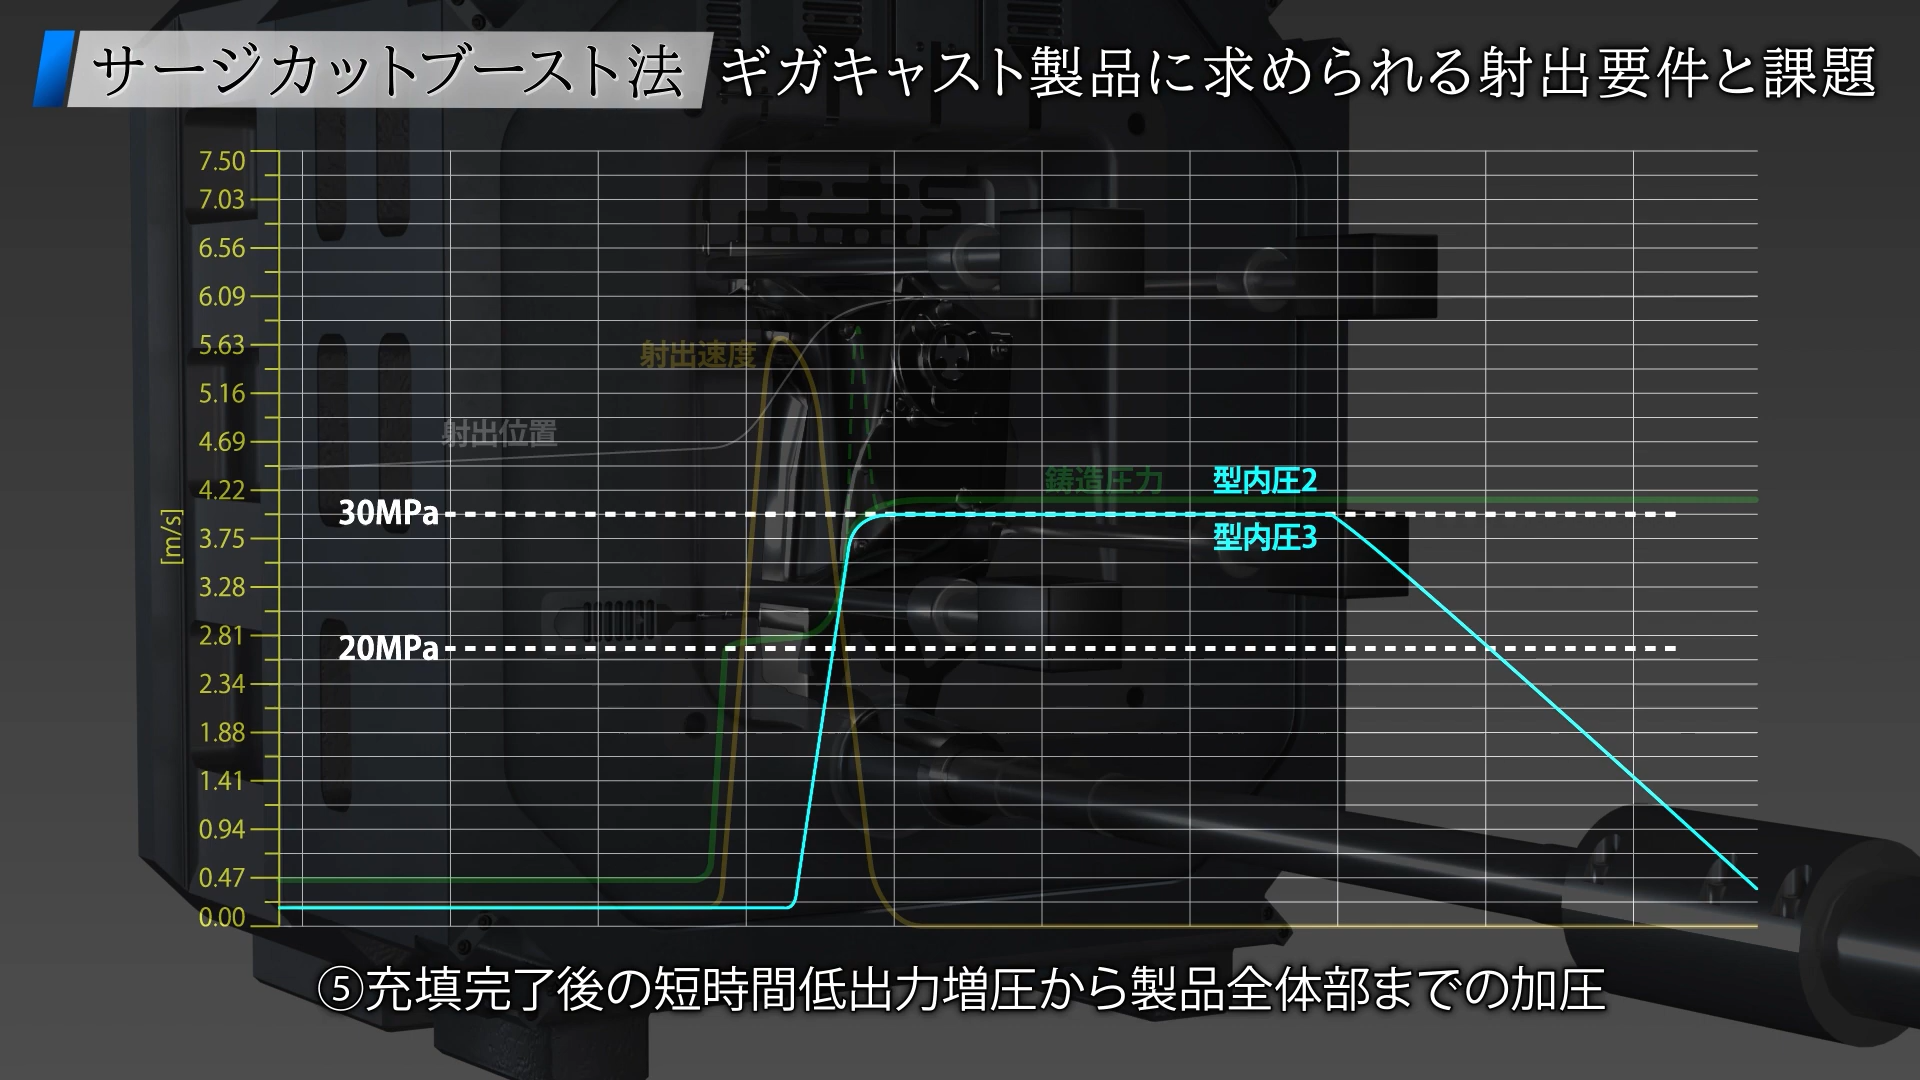 サージカットブースト法 ギガキャスト製品に求められる射出要件と課題
7.50
7.03
6.56
6.09
5.63
5.16
4.69
4.22
3.75
3.28
2.81
2.34
1.88
1.41
0.94
0.47
0.00
[m/s]
射出速度
射出位置
鋳造圧力
型内圧2
30MPa
型内圧3
20MPa
⑤充填完了後の短時間低出力増圧から製品全体部までの加圧